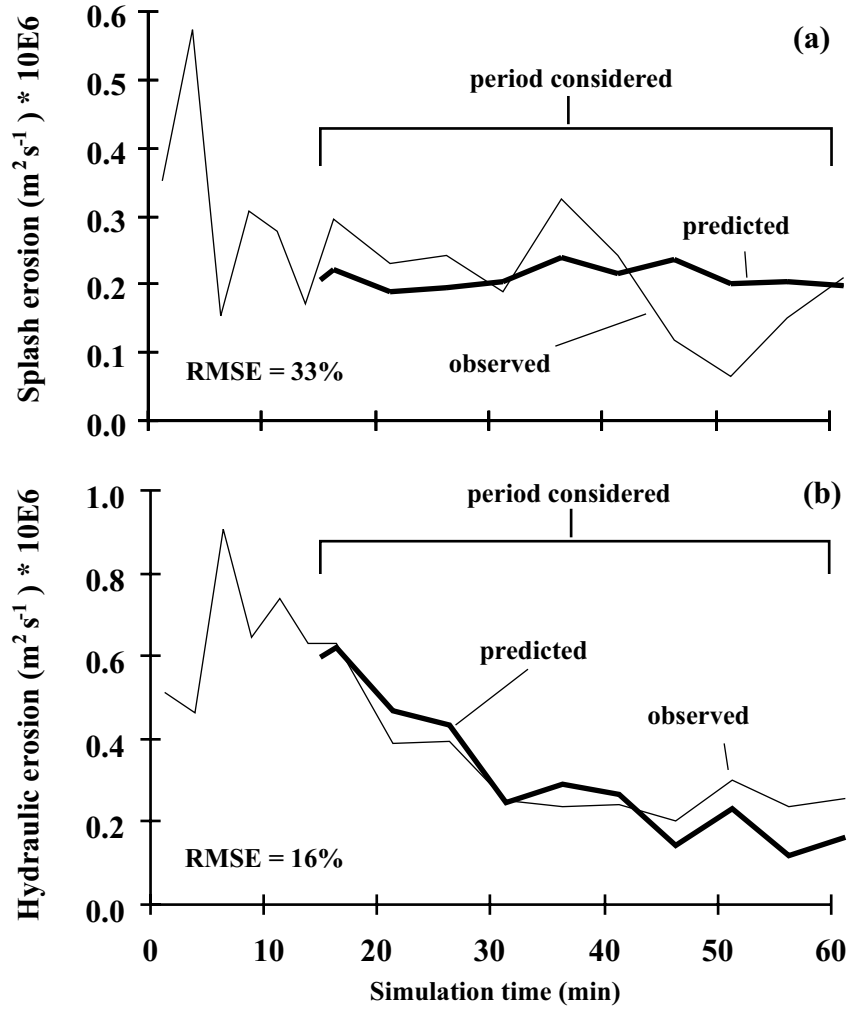 Splash erosion (m² s⁻¹ ) * 10E6
0.6
0.5
0.4
0.3
0.2
0.1
0.0
(a)
period considered
predicted
observed
RMSE = 33%
Hydraulic erosion (m² s⁻¹ ) * 10E6
1.0
0.8
0.6
0.4
0.2
0.0
(b)
period considered
predicted
observed
RMSE = 16%
0 10 20 30 40 50 60
Simulation time (min)